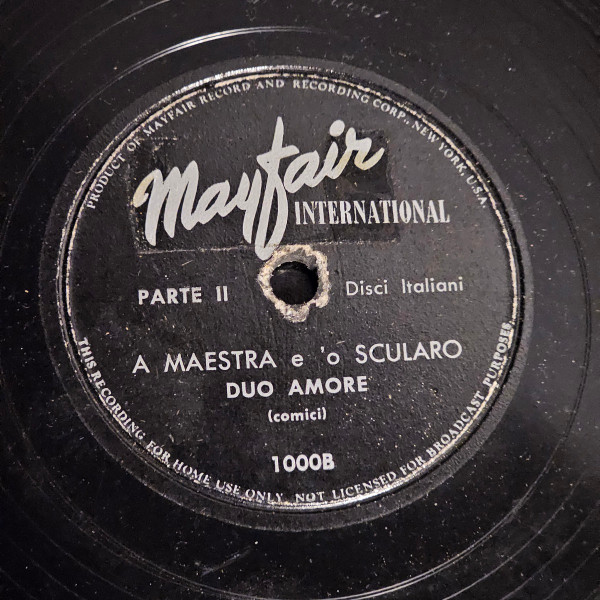 PRODUCT OF MAYFAIR RECORD AND RECORDING CORP., NEW YORK, U.S.A.
Mayfair
INTERNATIONAL
PARTE II
Disci Italiani
A MAESTRA e 'o SCULARO
DUO AMORE
(comici)
1000B
THIS RECORDING FOR HOME USE ONLY, NOT LICENSED FOR BROADCAST PURPOSES.